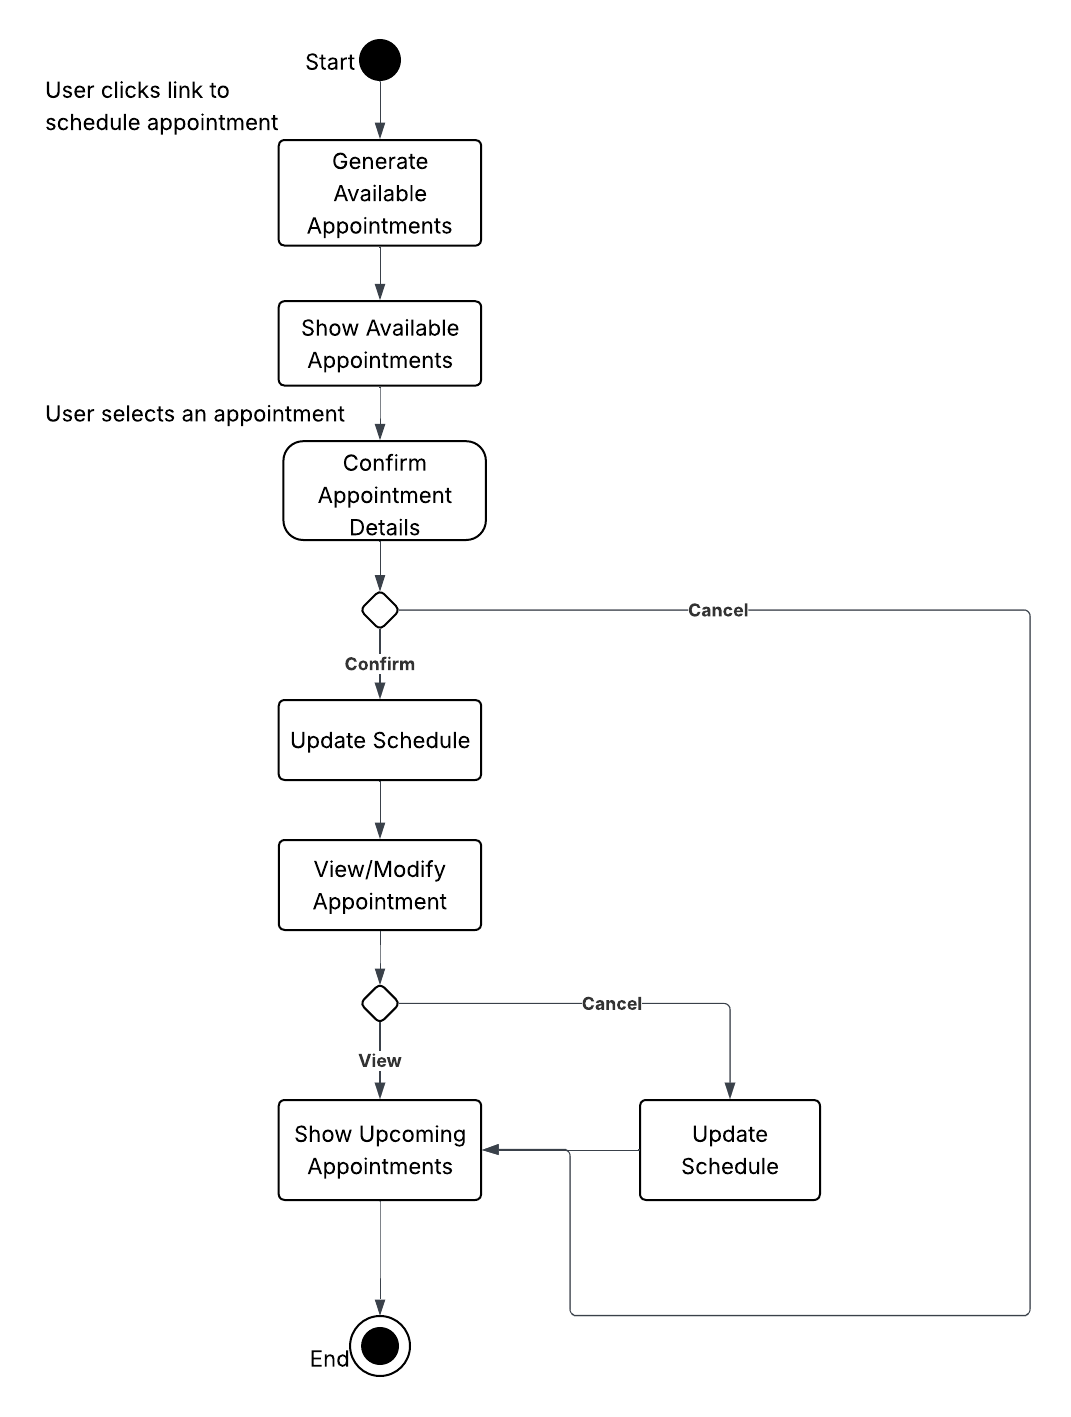 Start
User clicks link to
schedule appointment
Generate
Available
Appointments
Show Available
Appointments
User selects an appointment
Confirm
Appointment
Details
Cancel
Confirm
Update Schedule
View/Modify
Appointment
Cancel
View
Show Upcoming
Appointments
Update
Schedule
End